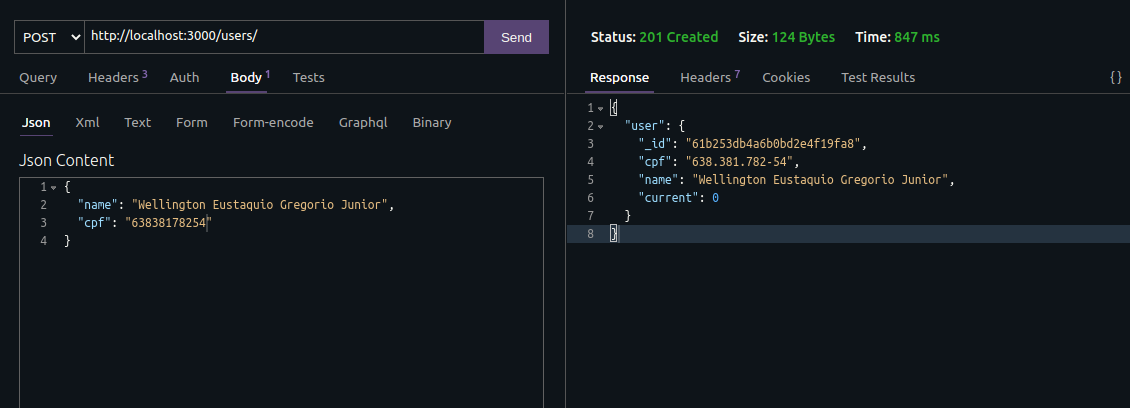 POST http://localhost:3000/users/ Send
Query Headers 3 Auth Body 1 Tests
Json Xml Text Form Form-encode Graphql Binary
Json Content
1 {
2 "name": "Wellington Eustaquio Gregorio Junior",
3 "cpf": "63838178254"
4 }
Status: 201 Created Size: 124 Bytes Time: 847 ms
Response Headers 7 Cookies Test Results {}
1 {
2 "user": {
3 "_id": "61b253db4a6b0bd2e4f19fa8",
4 "cpf": "638.381.782-54",
5 "name": "Wellington Eustaquio Gregorio Junior",
6 "current": 0
7 }
8 }